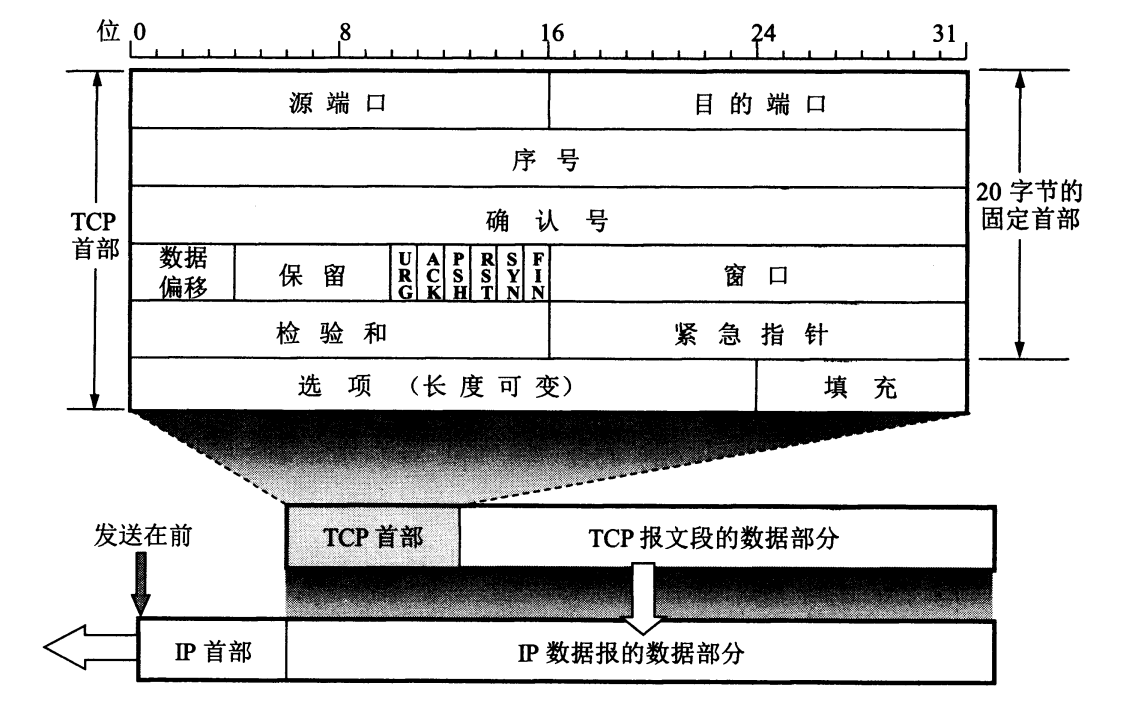 位 0 8 16 24 31
源 端 口 目 的 端 口
序 号
确 认 号
TCP
首部
20 字节的
固定首部
数据
偏移
保 留
URG
ACK
PSH
RST
SYN
FIN
窗 口
检 验 和 紧 急 指 针
选 项 （长 度 可 变） 填 充
发送在前
TCP 首部 TCP 报文段的数据部分
IP 首部 IP 数据报的数据部分